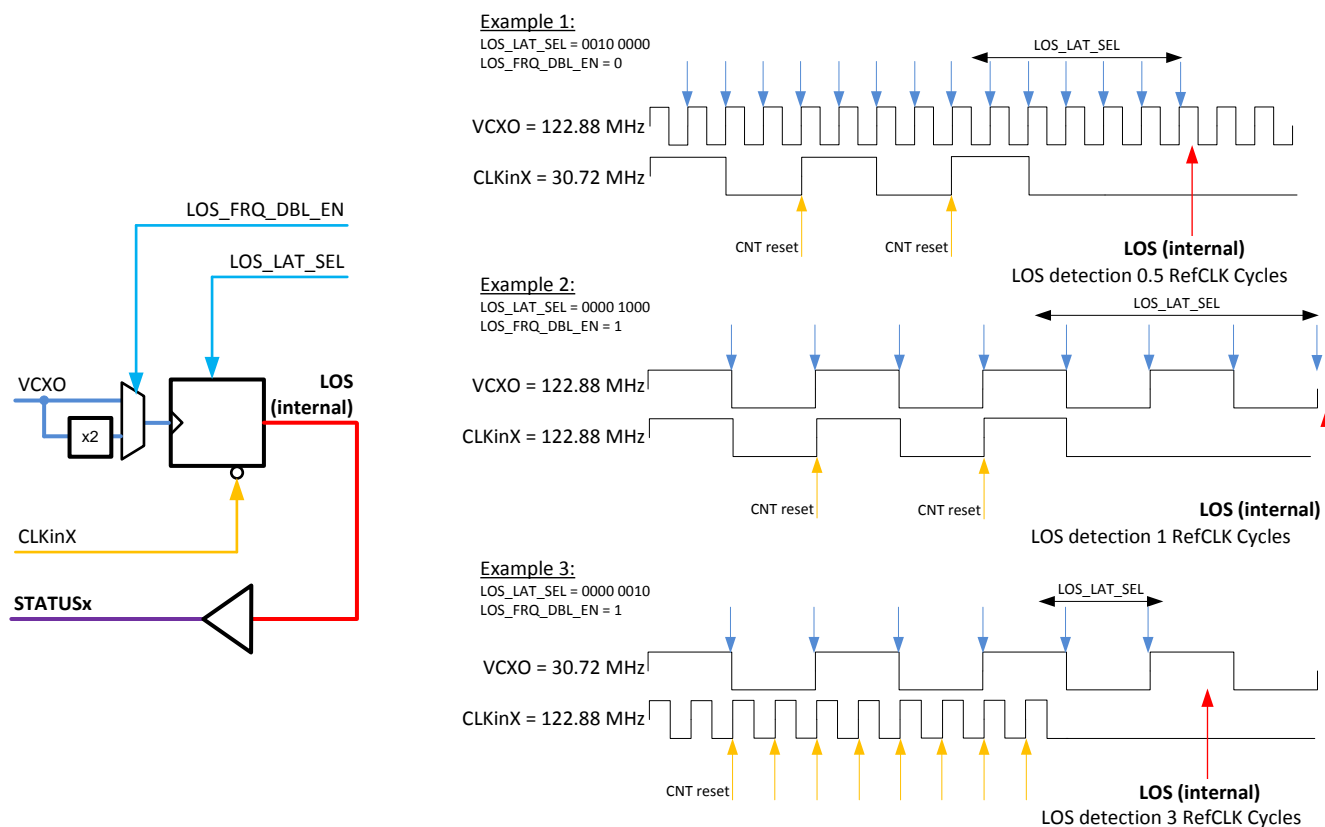 LOS_FRQ_DBL_EN
LOS_LAT_SEL
VCXO
x2
LOS
(internal)
CLKinX
STATUSx
Example 1:
LOS_LAT_SEL = 0010 0000
LOS_FRQ_DBL_EN = 0
LOS_LAT_SEL
VCXO = 122.88 MHz
CLKinX = 30.72 MHz
CNT reset
CNT reset
LOS (internal)
LOS detection 0.5 RefCLK Cycles
Example 2:
LOS_LAT_SEL = 0000 1000
LOS_FRQ_DBL_EN = 1
LOS_LAT_SEL
VCXO = 122.88 MHz
CLKinX = 122.88 MHz
CNT reset
CNT reset
LOS (internal)
LOS detection 1 RefCLK Cycles
Example 3:
LOS_LAT_SEL = 0000 0010
LOS_FRQ_DBL_EN = 1
LOS_LAT_SEL
VCXO = 30.72 MHz
CLKinX = 122.88 MHz
CNT reset
LOS (internal)
LOS detection 3 RefCLK Cycles